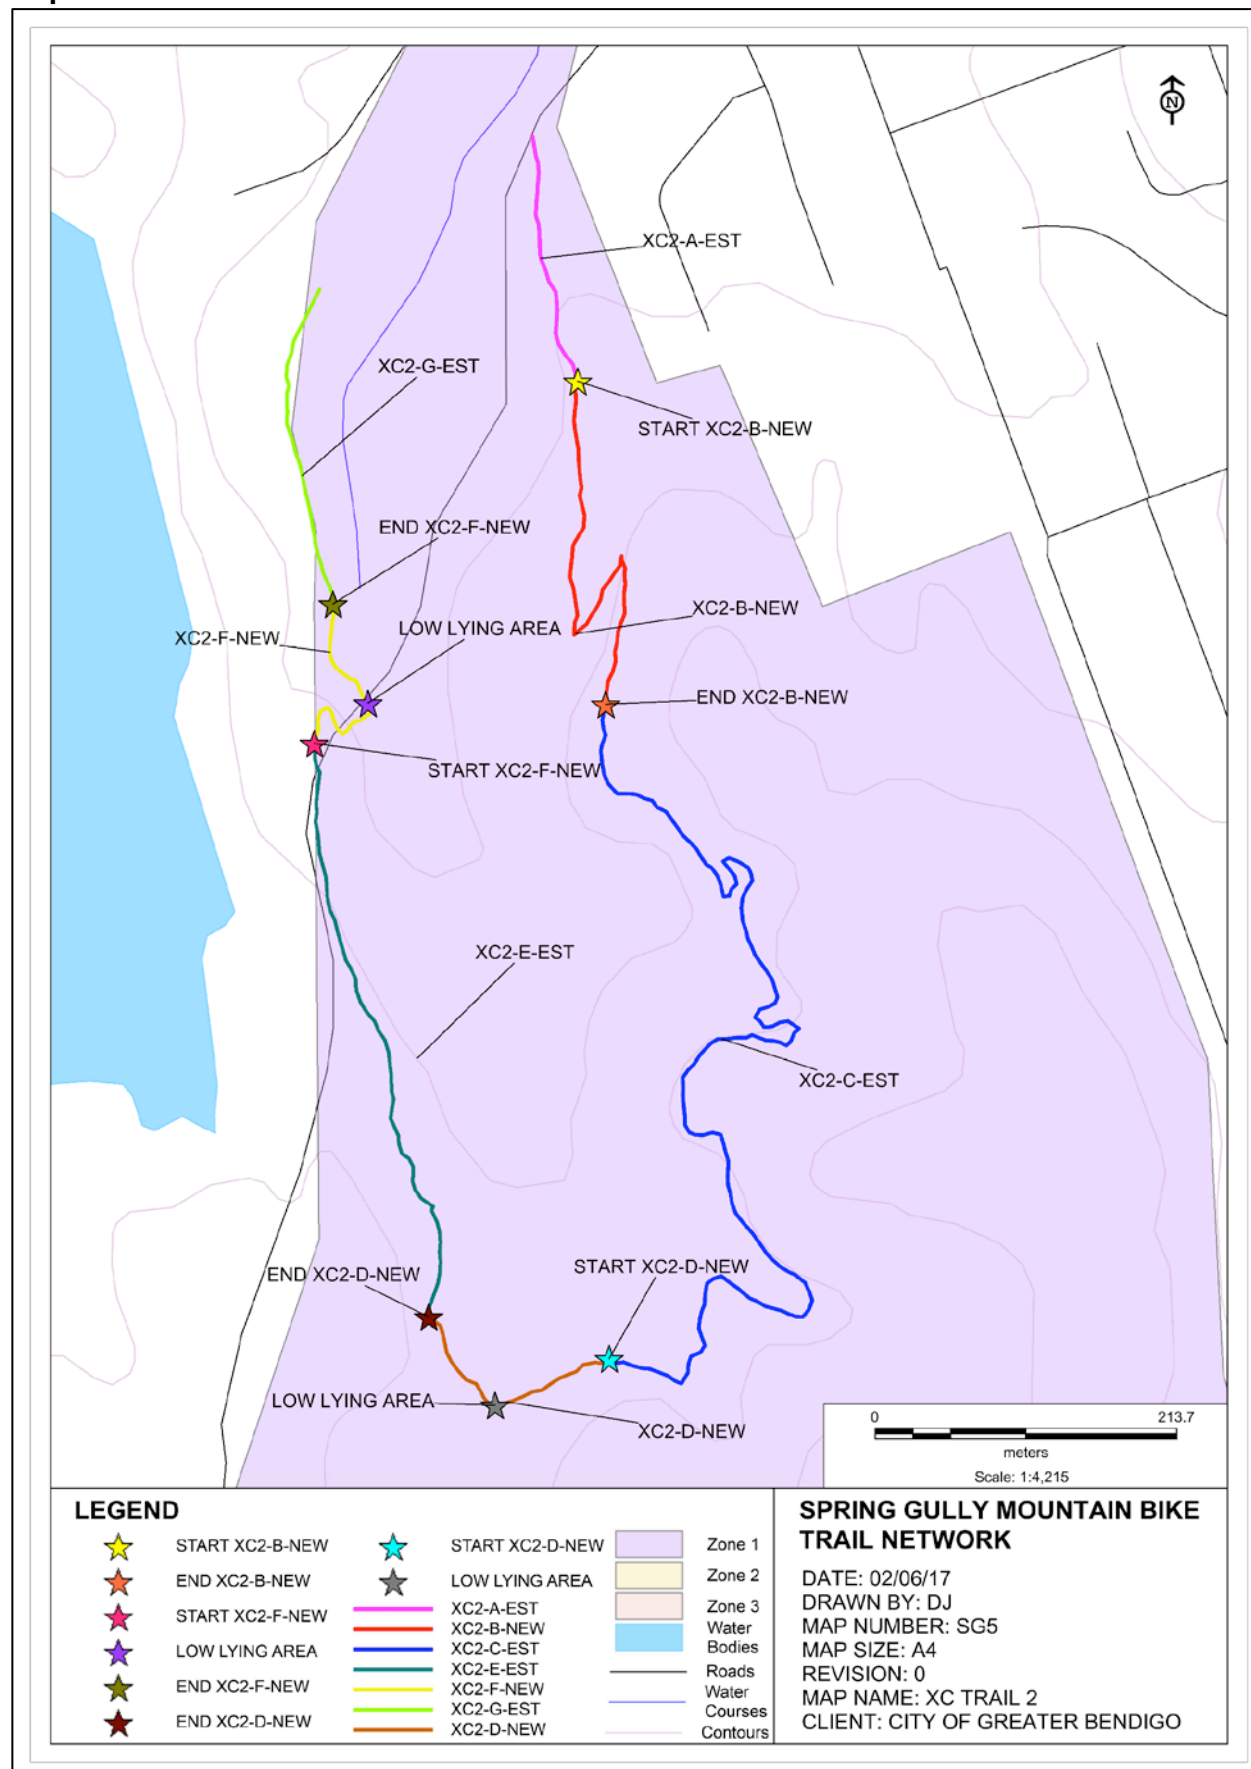 N
XC2-A-EST
XC2-G-EST
START XC2-B-NEW
END XC2-F-NEW
XC2-B-NEW
LOW LYING AREA
XC2-F-NEW
END XC2-B-NEW
START XC2-F-NEW
XC2-E-EST
XC2-C-EST
START XC2-D-NEW
END XC2-D-NEW
LOW LYING AREA
XC2-D-NEW
0 213.7
meters
Scale: 1:4,215
LEGEND
START XC2-B-NEW
END XC2-B-NEW
START XC2-F-NEW
LOW LYING AREA
END XC2-F-NEW
END XC2-D-NEW
START XC2-D-NEW
LOW LYING AREA
XC2-A-EST
XC2-B-NEW
XC2-C-EST
XC2-E-EST
XC2-F-NEW
XC2-G-EST
XC2-D-NEW
Zone 1
Zone 2
Zone 3
Water
Bodies
Roads
Water
Courses
Contours
SPRING GULLY MOUNTAIN BIKE
TRAIL NETWORK
DATE: 02/06/17
DRAWN BY: DJ
MAP NUMBER: SG5
MAP SIZE: A4
REVISION: 0
MAP NAME: XC TRAIL 2
CLIENT: CITY OF GREATER BENDIGO